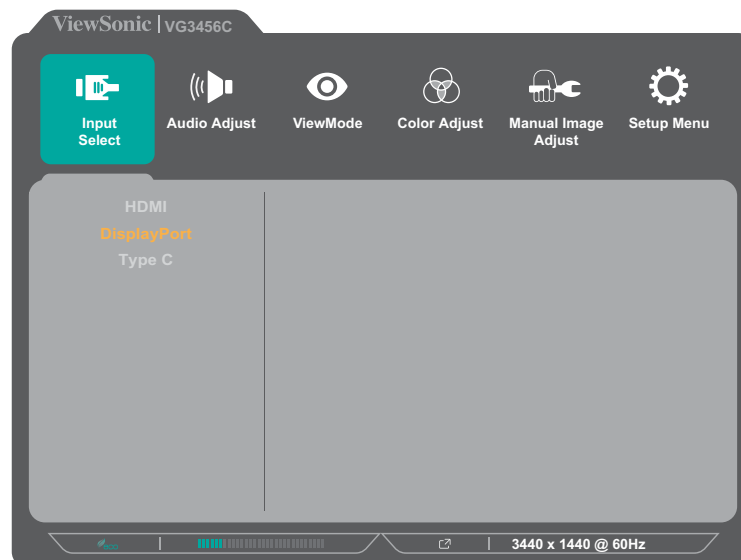 ViewSonic | VG3456C
Input Select
Audio Adjust
ViewMode
Color Adjust
Manual Image Adjust
Setup Menu
HDMI
DisplayPort
Type C
ECO
3440 x 1440 @ 60Hz